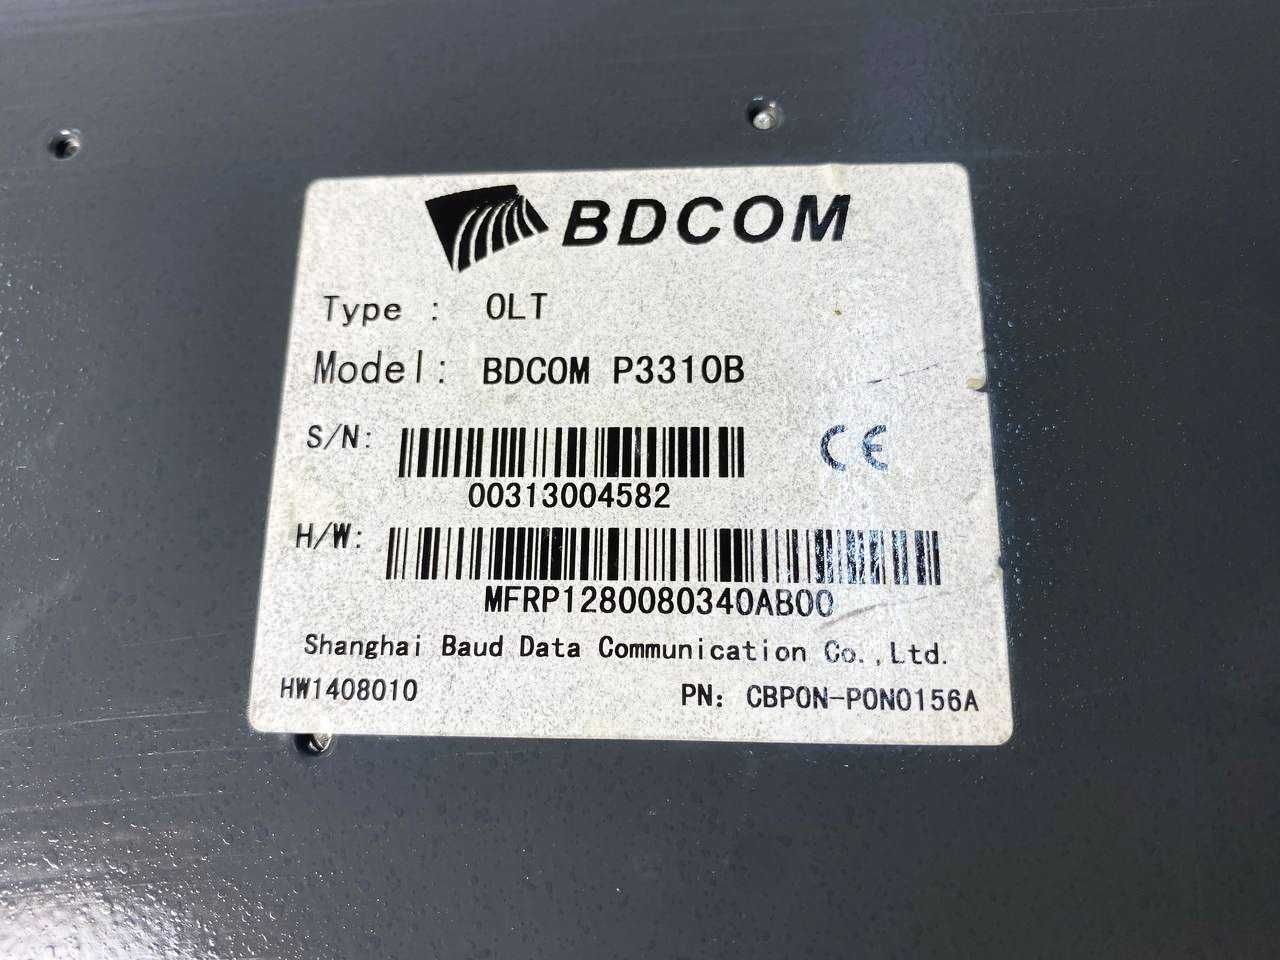 BDCOM
Type : OLT
Model: BDCOM P3310B
S/N:
00313004582
CE
H/W:
MFRP1280080340AB00
Shanghai Baud Data Communication Co.,Ltd.
HW1408010 PN: CBPON-PON0156A